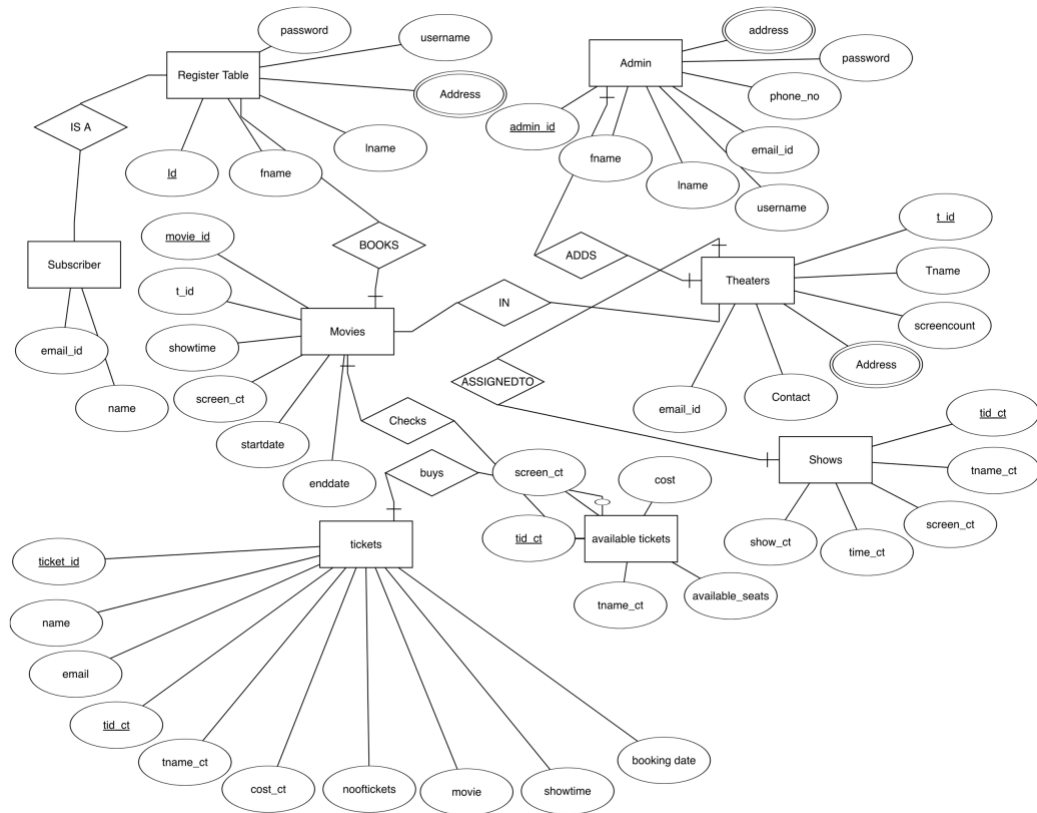 password
username
Register Table
Address
IS A
Id
fname
lname
address
Admin
password
phone_no
admin_id
fname
lname
email_id
username
movie_id
BOOKS
Subscriber
t_id
ADDS
t_id
Tname
Theaters
IN
Movies
showtime
screencount
email_id
name
screen_ct
ASSIGNEDTO
Address
email_id
Contact
startdate
Checks
tid_ct
enddate
buys
screen_ct
cost
Shows
tname_ct
ticket_id
tickets
tid_ct
available tickets
show_ct
time_ct
screen_ct
name
tname_ct
available_seats
email
tid_ct
tname_ct
cost_ct
nooftickets
movie
showtime
booking date